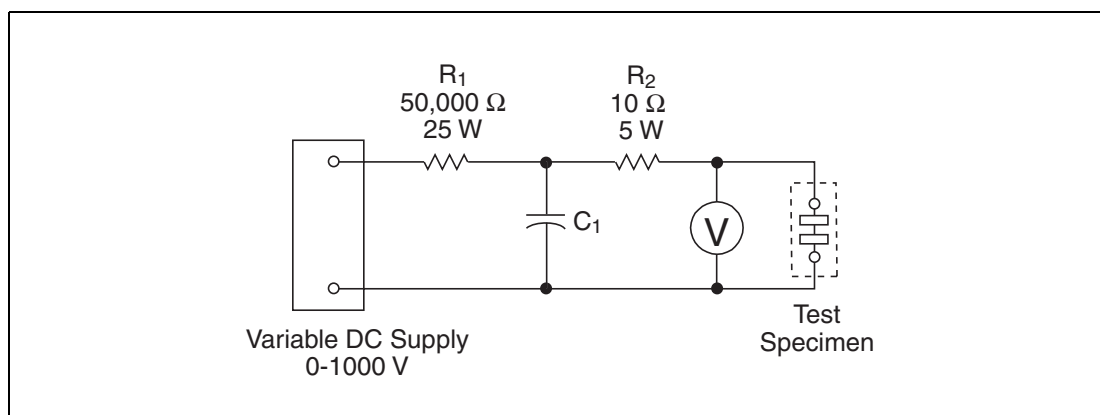 R₁
50,000 Ω
25 W
R₂
10 Ω
5 W
C₁
V
Variable DC Supply
0-1000 V
Test
Specimen